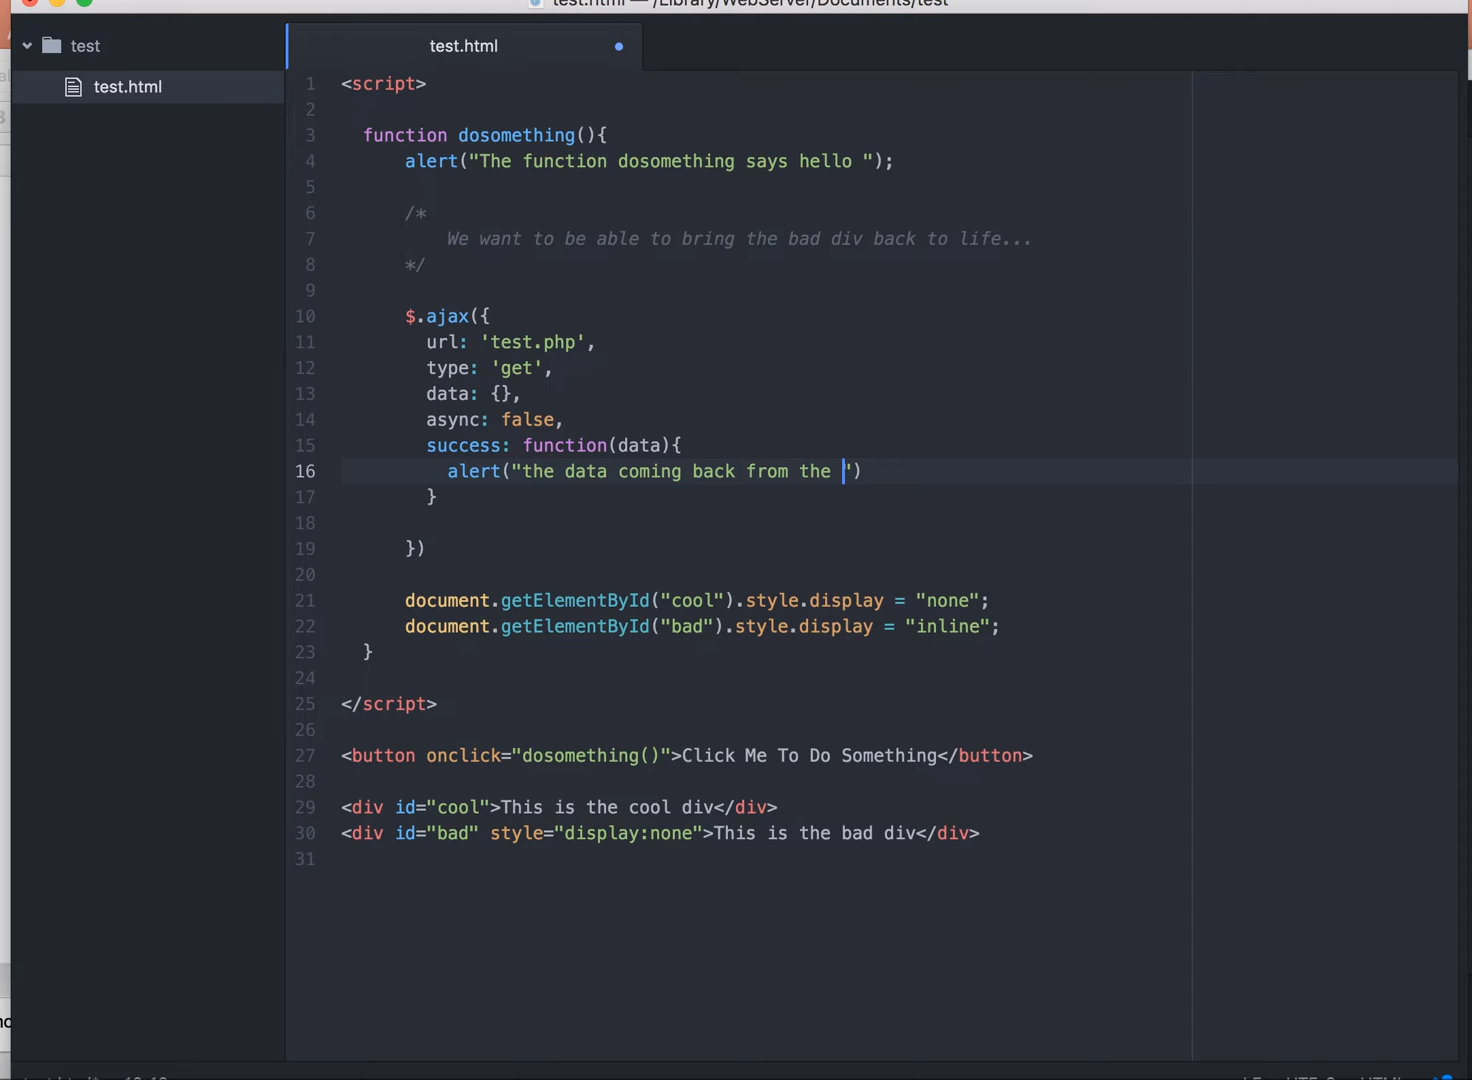 test.html — /Library/WebServer/Documents/test
test
test.html
test.html
1 <script>
2
3 function dosomething(){
4 alert("The function dosomething says hello ");
5
6 /*
7 We want to be able to bring the bad div back to life...
8 */
9
10 $.ajax({
11 url: 'test.php',
12 type: 'get',
13 data: {},
14 async: false,
15 success: function(data){
16 alert("the data coming back from the ")
17 }
18
19 })
20
21 document.getElementById("cool").style.display = "none";
22 document.getElementById("bad").style.display = "inline";
23 }
24
25 </script>
26
27 <button onclick="dosomething()">Click Me To Do Something</button>
28
29 <div id="cool">This is the cool div</div>
30 <div id="bad" style="display:none">This is the bad div</div>
31